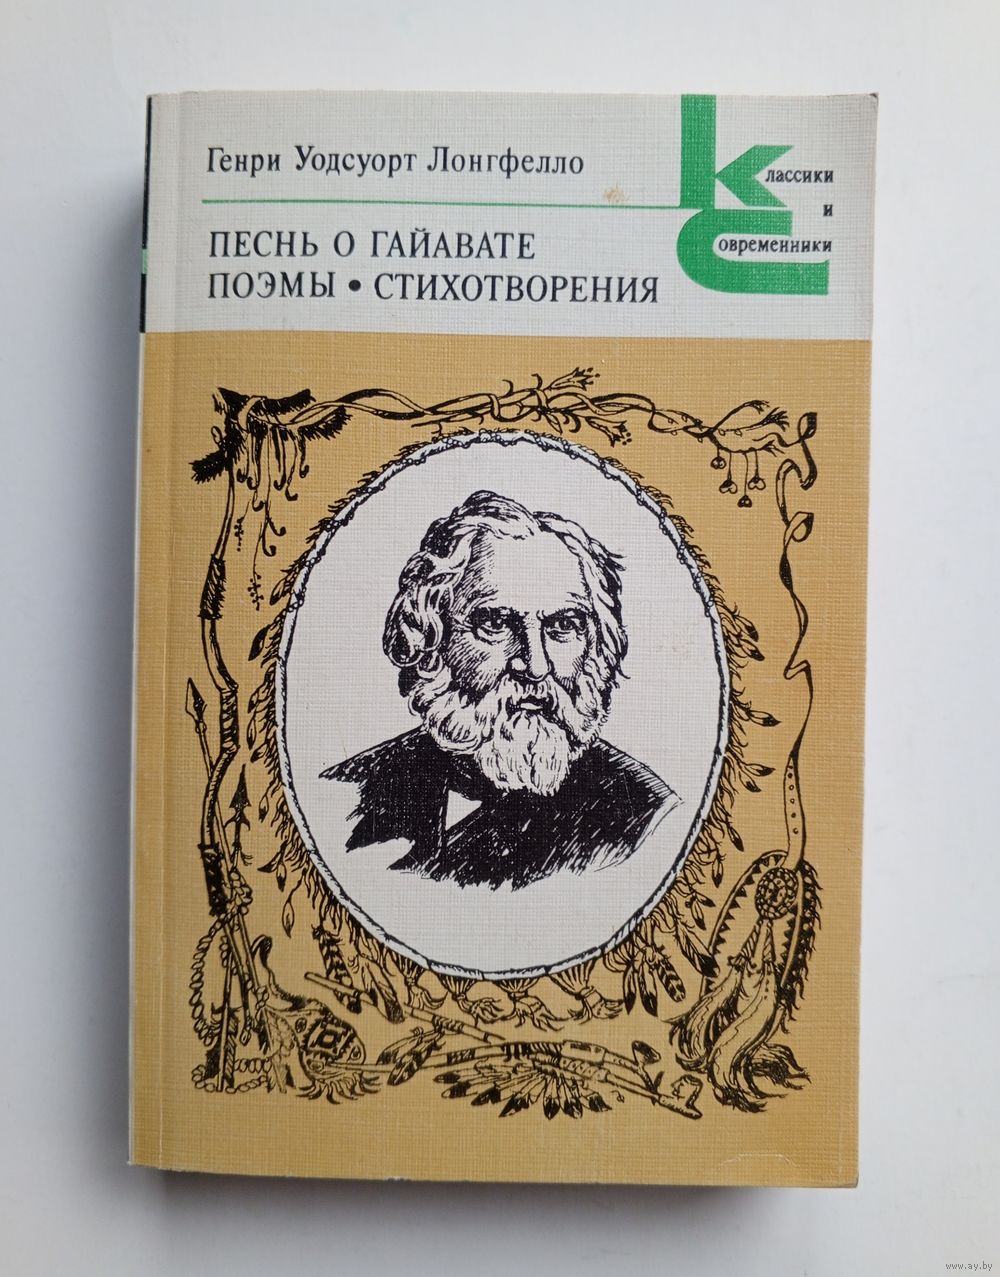 Генри Уодсуорт Лонгфелло
Классики
и
Современники
ПЕСНЬ О ГАЙАВАТЕ
ПОЭМЫ • СТИХОТВОРЕНИЯ
www.ay.by